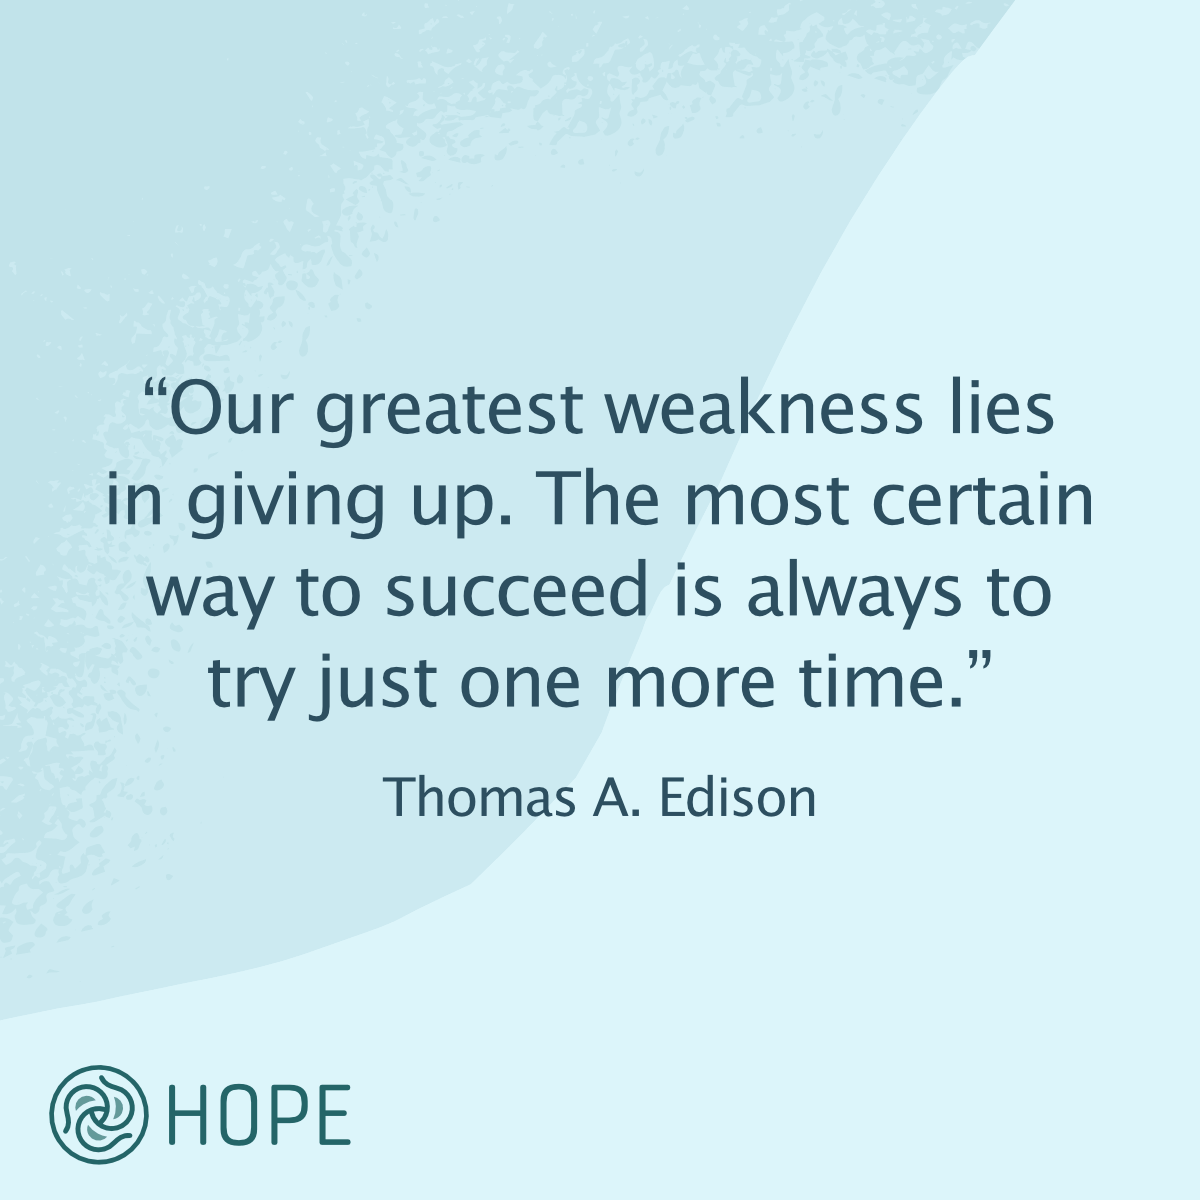 “Our greatest weakness lies
in giving up. The most certain
way to succeed is always to
try just one more time.”
Thomas A. Edison
HOPE